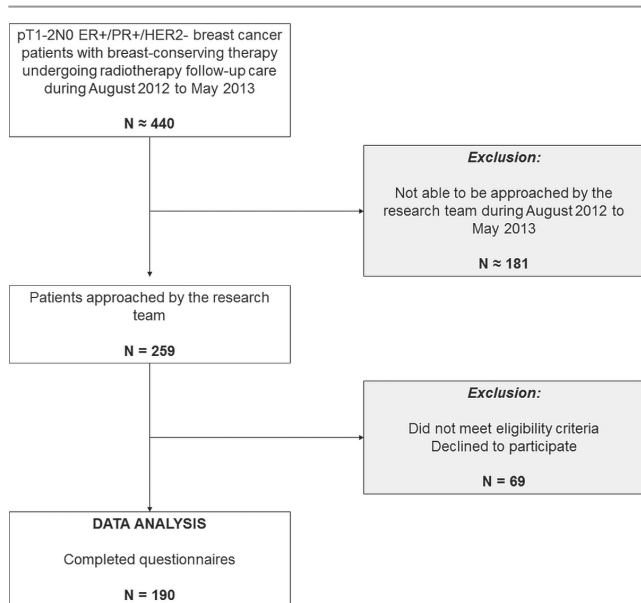 pT1-2N0 ER+/PR+/HER2- breast cancer
patients with breast-conserving therapy
undergoing radiotherapy follow-up care
during August 2012 to May 2013
N ≈ 440
Exclusion:
Not able to be approached by the
research team during August 2012 to
May 2013
N ≈ 181
Patients approached by the research
team
N = 259
Exclusion:
Did not meet eligibility criteria
Declined to participate
N = 69
DATA ANALYSIS
Completed questionnaires
N = 190